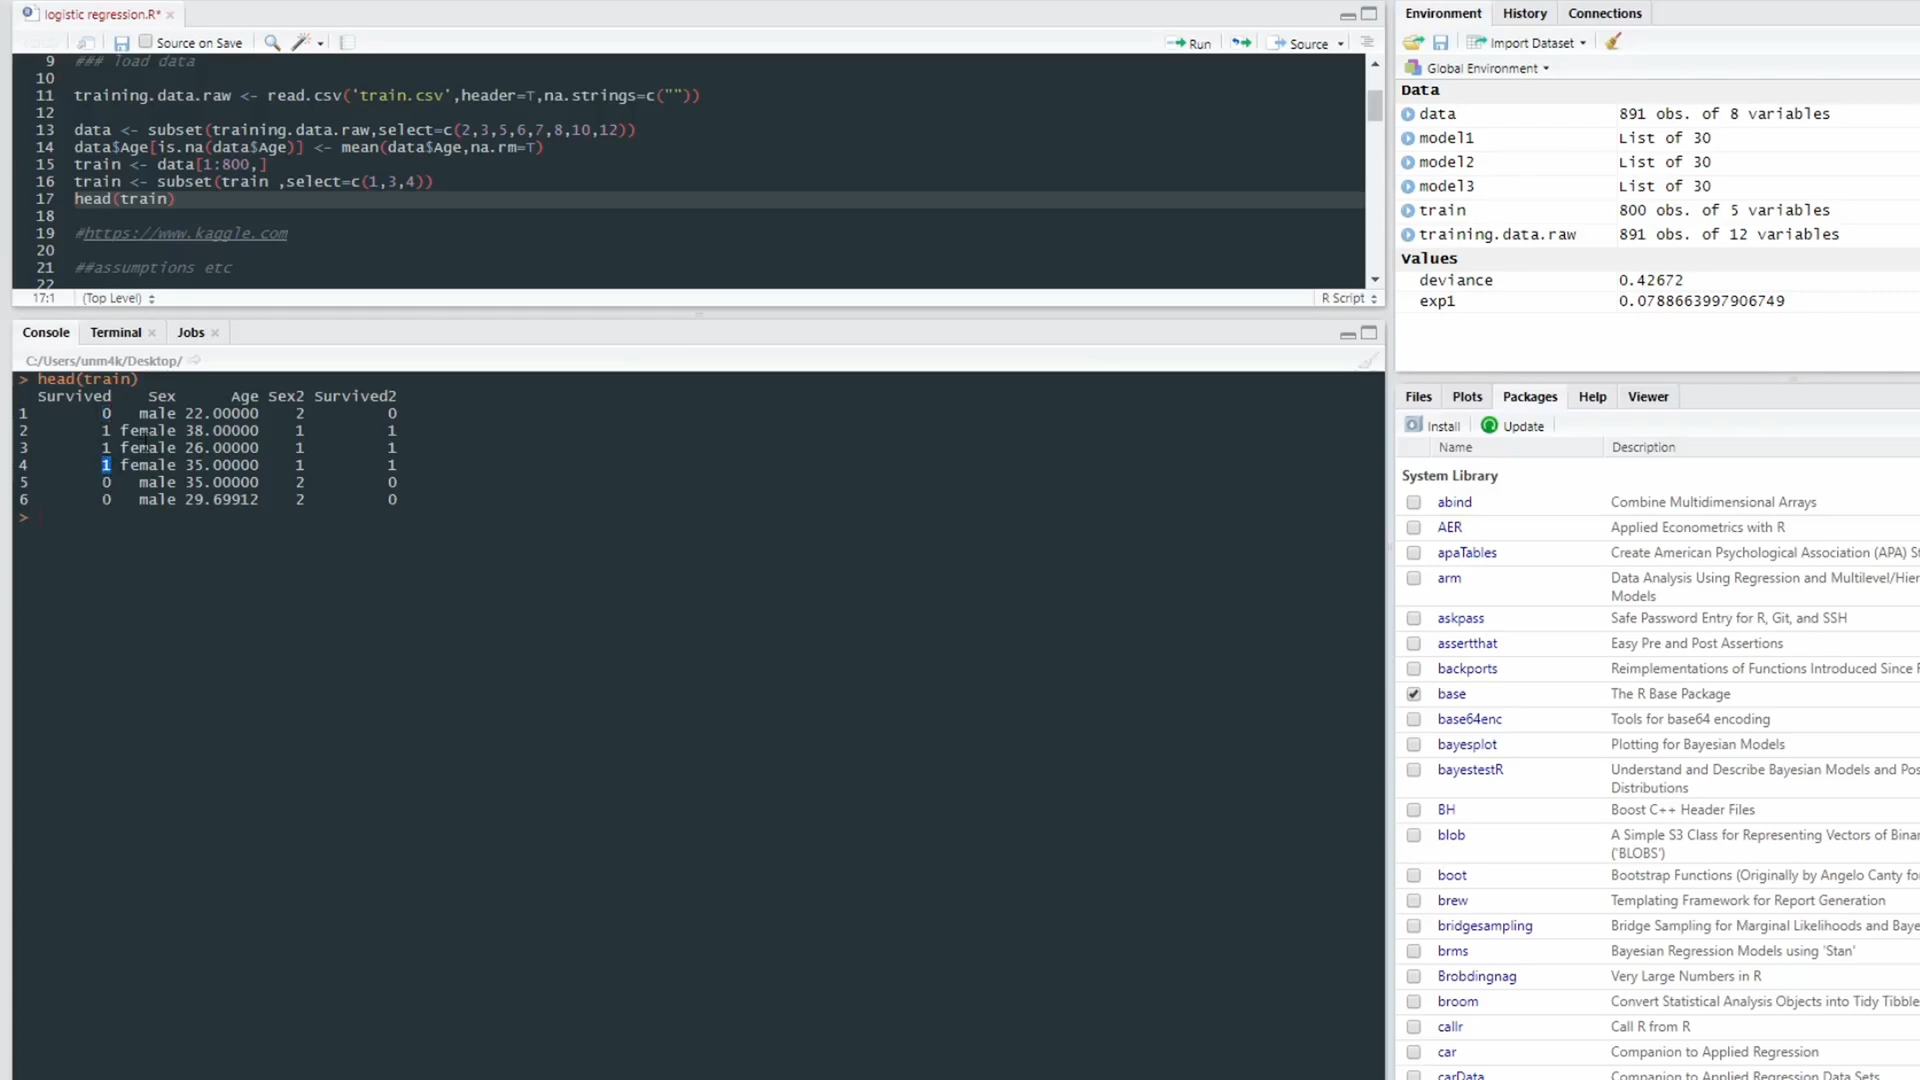 logistic regression.R*
Source on Save
Run
Source
9 ### load data
10
11 training.data.raw <- read.csv('train.csv',header=T,na.strings=c(""))
12
13 data <- subset(training.data.raw,select=c(2,3,5,6,7,8,10,12))
14 data$Age[is.na(data$Age)] <- mean(data$Age,na.rm=T)
15 train <- data[1:800,]
16 train <- subset(train ,select=c(1,3,4))
17 head(train)
18
19 #https://www.kaggle.com
20
21 ##assumptions etc
22
17:1 (Top Level) R Script
Console Terminal Jobs
C:/Users/unm4k/Desktop/
> head(train)
Survived Sex Age Sex2 Survived2
1 0 male 22.00000 2 0
2 1 female 38.00000 1 1
3 1 female 26.00000 1 1
4 1 female 35.00000 1 1
5 0 male 35.00000 2 0
6 0 male 29.69912 2 0
>
Environment History Connections
Import Dataset
Global Environment
Data
data 891 obs. of 8 variables
model1 List of 30
model2 List of 30
model3 List of 30
train 800 obs. of 5 variables
training.data.raw 891 obs. of 12 variables
Values
deviance 0.42672
exp1 0.0788663997906749
Files Plots Packages Help Viewer
Install Update
Name Description
System Library
abind Combine Multidimensional Arrays
AER Applied Econometrics with R
apaTables Create American Psychological Association (APA) St
arm Data Analysis Using Regression and Multilevel/Hier
Models
askpass Safe Password Entry for R, Git, and SSH
assertthat Easy Pre and Post Assertions
backports Reimplementations of Functions Introduced Since R
base The R Base Package
base64enc Tools for base64 encoding
bayesplot Plotting for Bayesian Models
bayestestR Understand and Describe Bayesian Models and Pos
Distributions
BH Boost C++ Header Files
blob A Simple S3 Class for Representing Vectors of Binar
('BLOBS')
boot Bootstrap Functions (Originally by Angelo Canty fo
brew Templating Framework for Report Generation
bridgesampling Bridge Sampling for Marginal Likelihoods and Baye
brms Bayesian Regression Models using 'Stan'
Brobdingnag Very Large Numbers in R
broom Convert Statistical Analysis Objects into Tidy Tibble
callr Call R from R
car Companion to Applied Regression
carData Companion to Applied Regression Data Sets